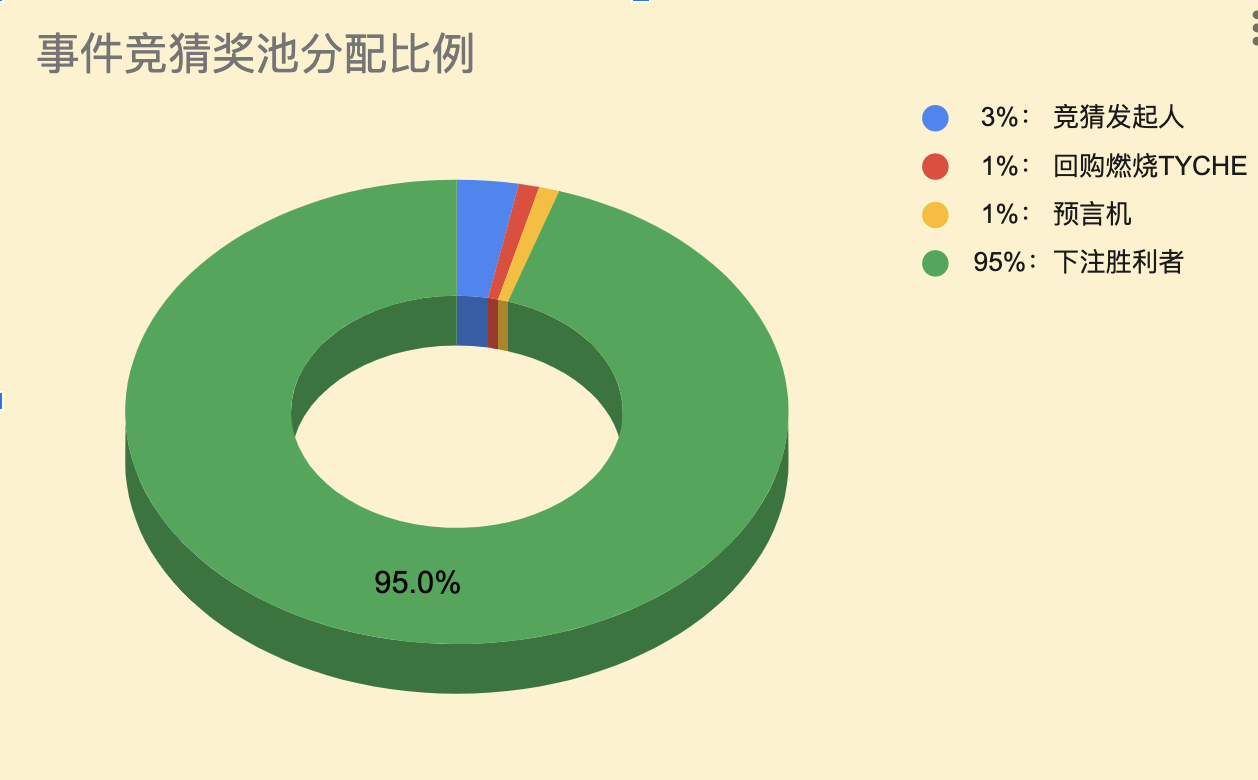 事件竞猜奖池分配比例
3%： 竞猜发起人
1%： 回购燃烧TYCHE
1%： 预言机
95%： 下注胜利者
95.0%